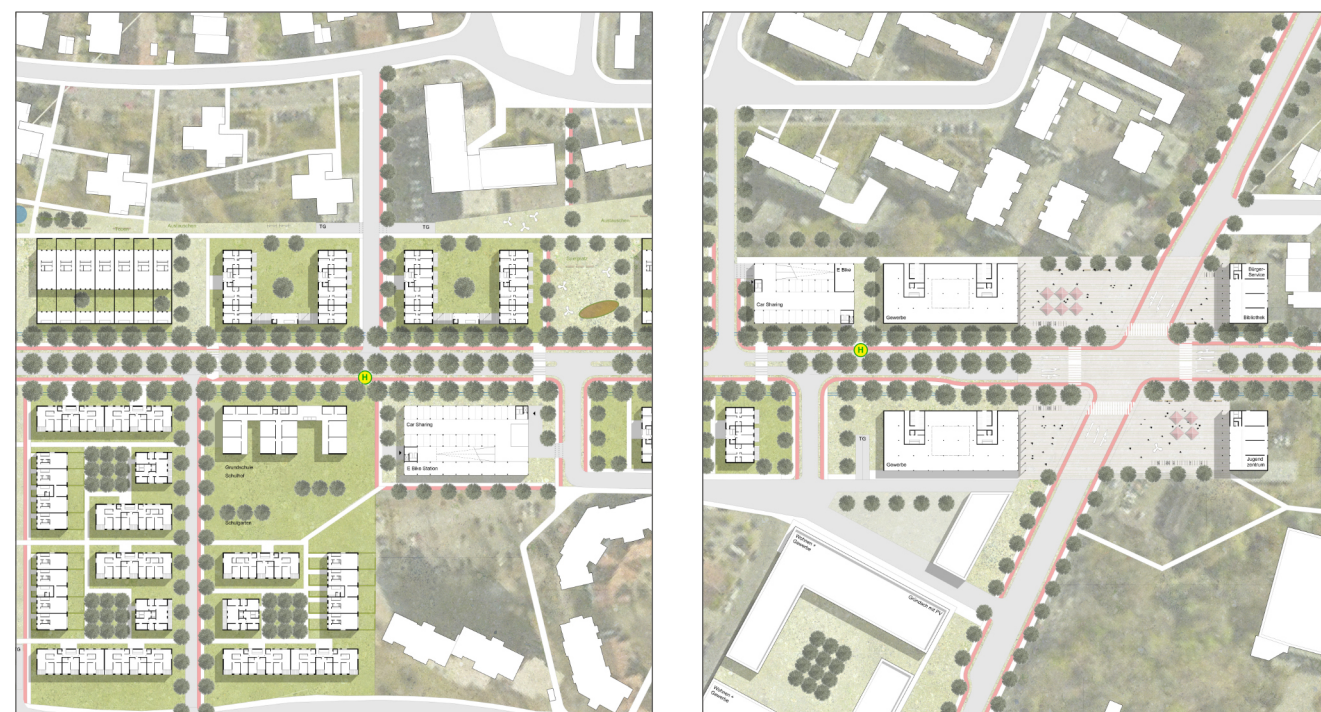 TG
TG
H
Car Sharing
E Bike Station
Grundschule
Schulhof
Schulgarten
E Bike
Car Sharing
Gewerbe
Bürger-
Service
Bibliothek
H
TG
Gewerbe
Jugend
zentrum
Wohnen +
Gewerbe
Gründach mit PV
Wohnen +
Gewerbe